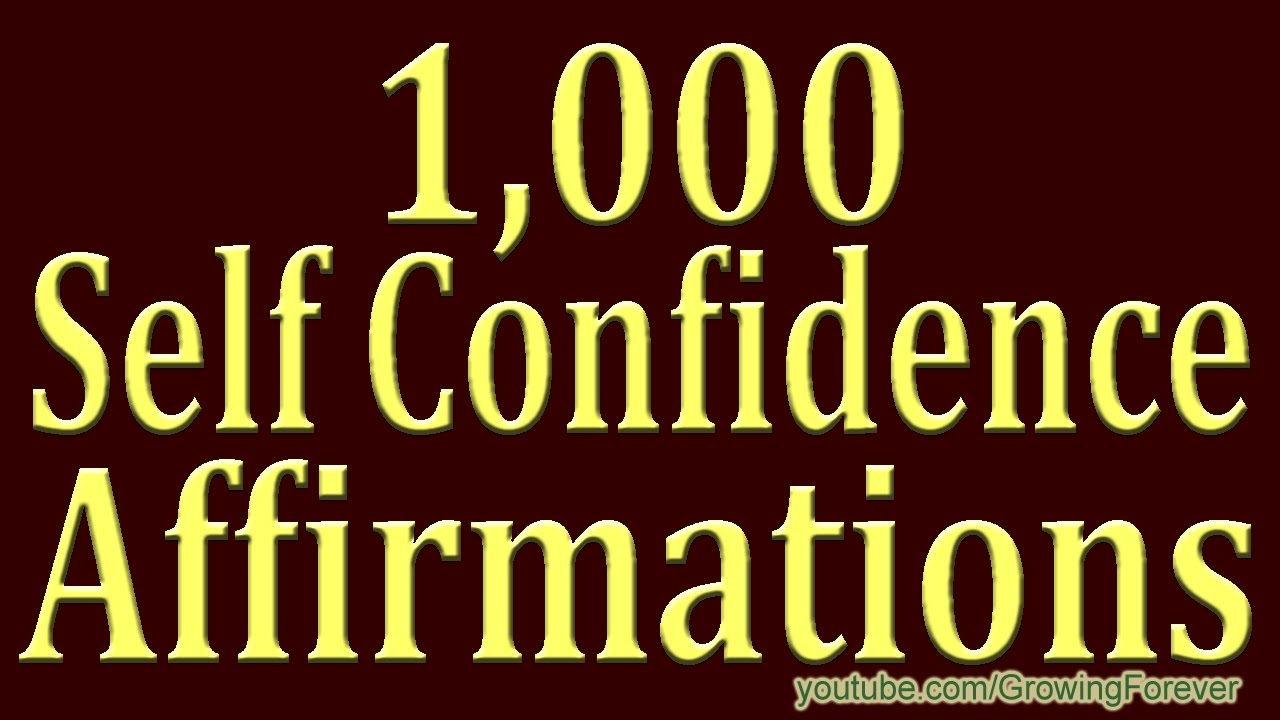 1,000
Self Confidence
Affirmations
youtube.com/GrowingForever